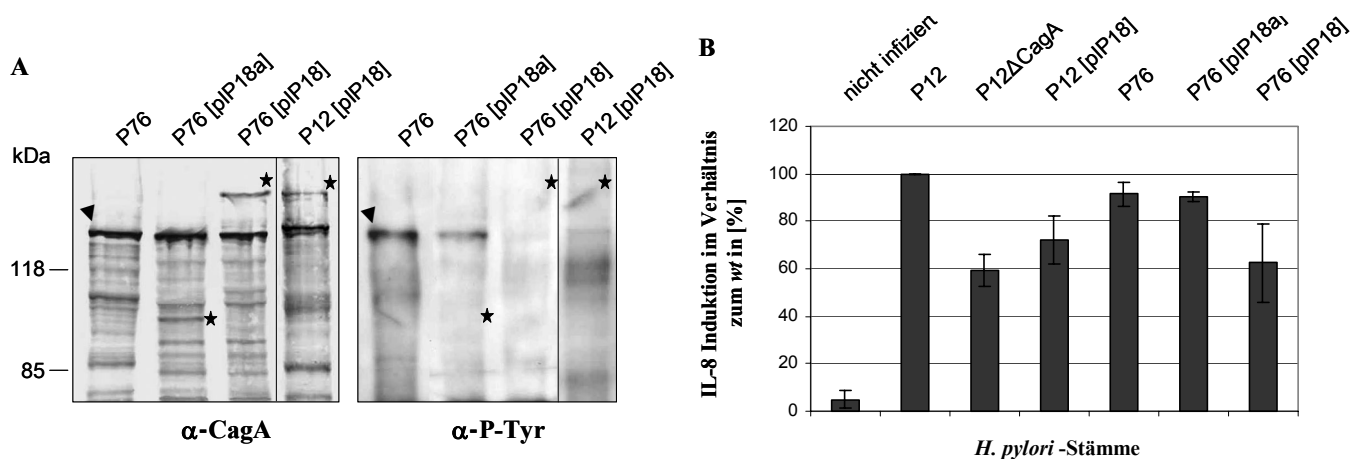 A
P76
P76 [pIP18a]
P76 [pIP18]
P12 [pIP18]
P76
P76 [pIP18a]
P76 [pIP18]
P12 [pIP18]
kDa
118
85
α-CagA
α-P-Tyr
B
nicht infiziert
P12
P12ΔCagA
P12 [pIP18]
P76
P76 [pIP18a]
P76 [pIP18]
IL-8 Induktion im Verhältnis
zum wt in [%]
120
100
80
60
40
20
0
H. pylori -Stämme